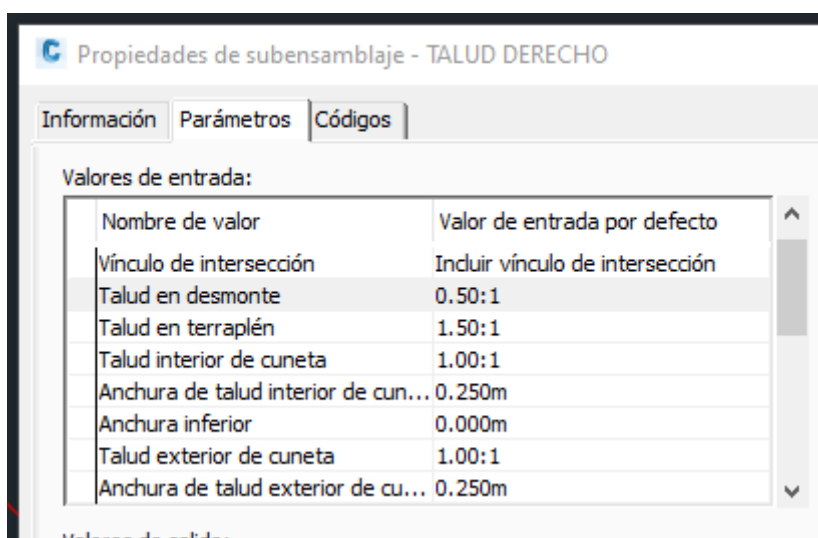 C Propiedades de subensamblaje - TALUD DERECHO
Información Parámetros Códigos
Valores de entrada:
Nombre de valor Valor de entrada por defecto
Vínculo de intersección Incluir vínculo de intersección
Talud en desmonte 0.50:1
Talud en terraplén 1.50:1
Talud interior de cuneta 1.00:1
Anchura de talud interior de cun... 0.250m
Anchura inferior 0.000m
Talud exterior de cuneta 1.00:1
Anchura de talud exterior de cu... 0.250m